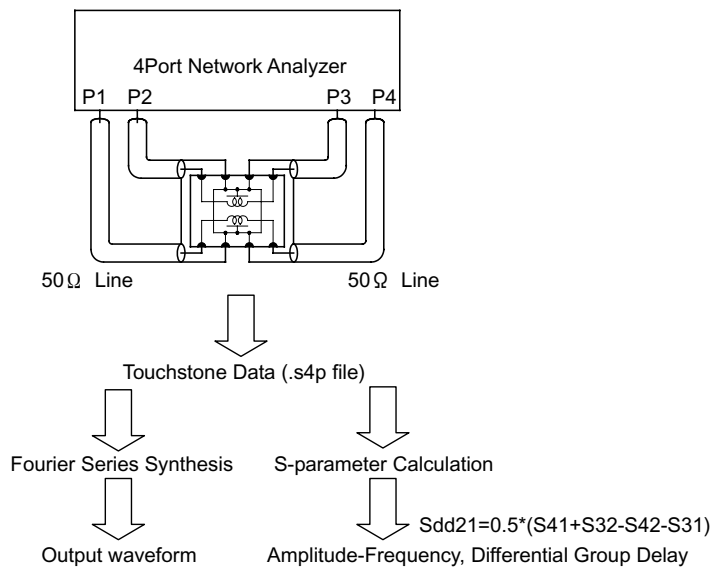 4Port Network Analyzer
P1 P2 P3 P4
50Ω Line 50Ω Line
Touchstone Data (.s4p file)
Fourier Series Synthesis S-parameter Calculation
Sdd21=0.5*(S41+S32-S42-S31)
Output waveform Amplitude-Frequency, Differential Group Delay